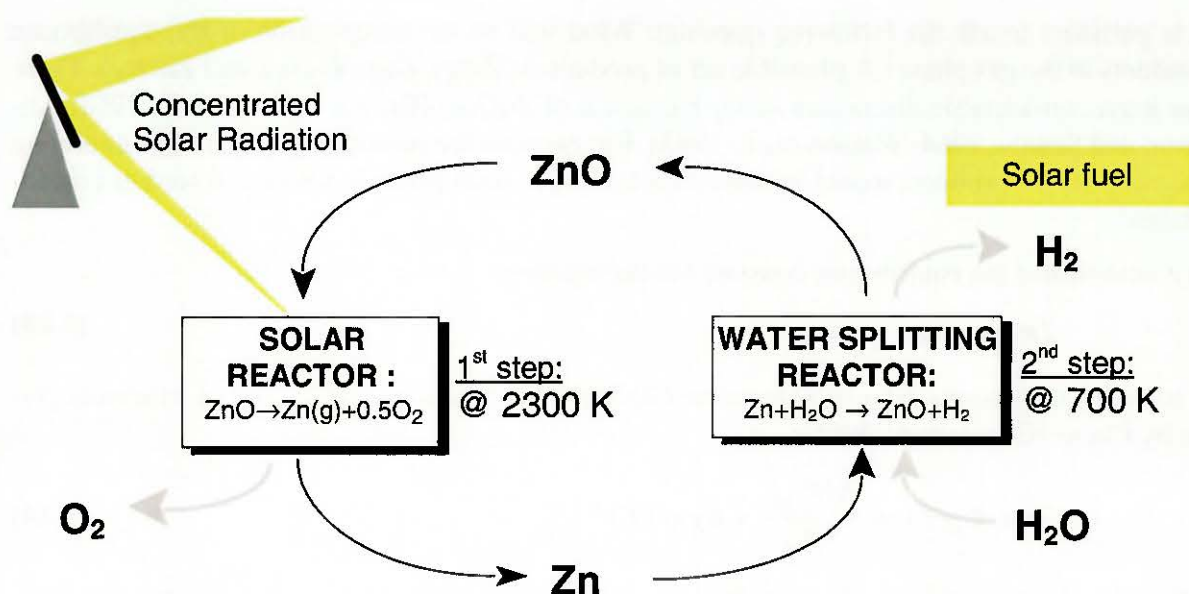 Concentrated
Solar Radiation
ZnO
Solar fuel
H₂
SOLAR
REACTOR :
ZnO→Zn(g)+0.5O₂
1st step:
@ 2300 K
WATER SPLITTING
REACTOR:
Zn+H₂O → ZnO+H₂
2nd step:
@ 700 K
O₂
H₂O
Zn